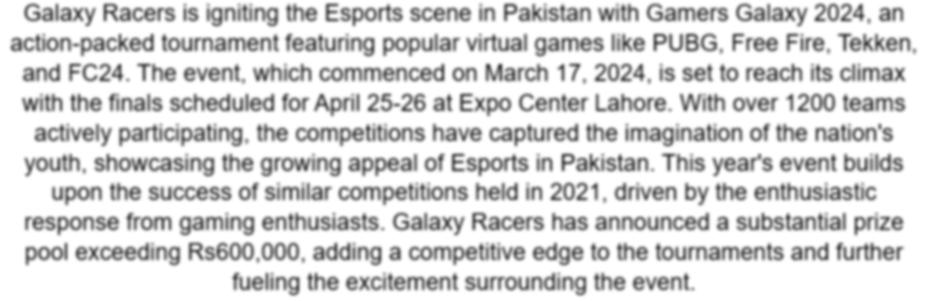 Galaxy Racers is igniting the Esports scene in Pakistan with Gamers Galaxy 2024, an
action-packed tournament featuring popular virtual games like PUBG, Free Fire, Tekken,
and FC24. The event, which commenced on March 17, 2024, is set to reach its climax
with the finals scheduled for April 25-26 at Expo Center Lahore. With over 1200 teams
actively participating, the competitions have captured the imagination of the nation's
youth, showcasing the growing appeal of Esports in Pakistan. This year's event builds
upon the success of similar competitions held in 2021, driven by the enthusiastic
response from gaming enthusiasts. Galaxy Racers has announced a substantial prize
pool exceeding Rs600,000, adding a competitive edge to the tournaments and further
fueling the excitement surrounding the event.